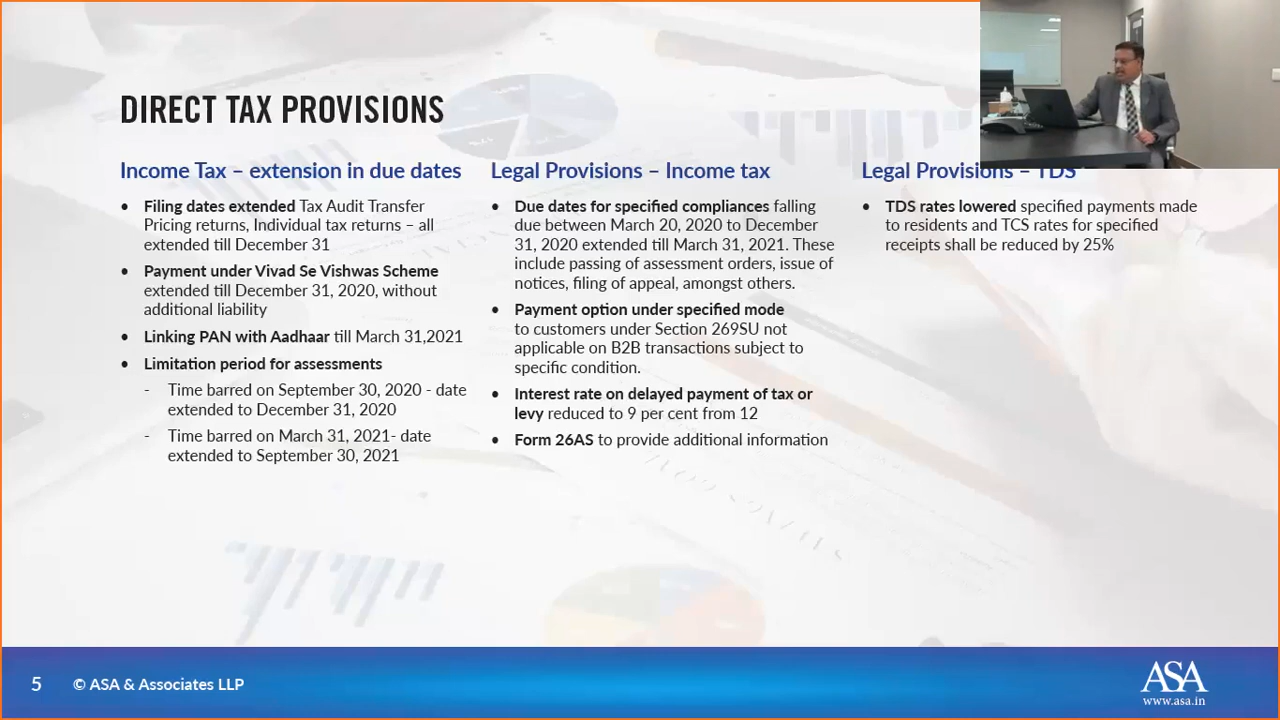 DIRECT TAX PROVISIONS
Income Tax – extension in due dates
• Filing dates extended Tax Audit Transfer
Pricing returns, Individual tax returns – all
extended till December 31
• Payment under Vivad Se Vishwas Scheme
extended till December 31, 2020, without
additional liability
• Linking PAN with Aadhaar till March 31,2021
• Limitation period for assessments
- Time barred on September 30, 2020 - date
extended to December 31, 2020
- Time barred on March 31, 2021- date
extended to September 30, 2021
Legal Provisions – Income tax
• Due dates for specified compliances falling
due between March 20, 2020 to December
31, 2020 extended till March 31, 2021. These
include passing of assessment orders, issue of
notices, filing of appeal, amongst others.
• Payment option under specified mode
to customers under Section 269SU not
applicable on B2B transactions subject to
specific condition.
• Interest rate on delayed payment of tax or
levy reduced to 9 per cent from 12
• Form 26AS to provide additional information
Legal Provisions – TDS
• TDS rates lowered specified payments made
to residents and TCS rates for specified
receipts shall be reduced by 25%
5 © ASA & Associates LLP
ASA
www.asa.in